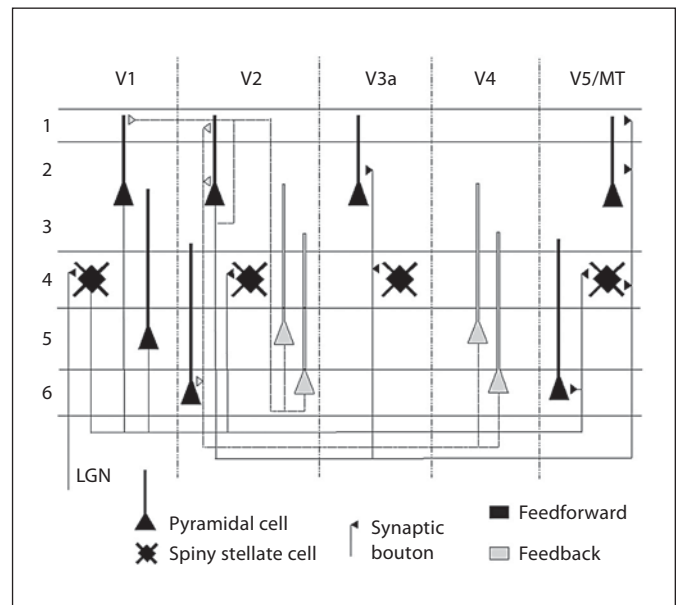 V1 V2 V3a V4 V5/MT
1
2
3
4
5
6
LGN
Pyramidal cell
Spiny stellate cell
Synaptic
bouton
Feedforward
Feedback